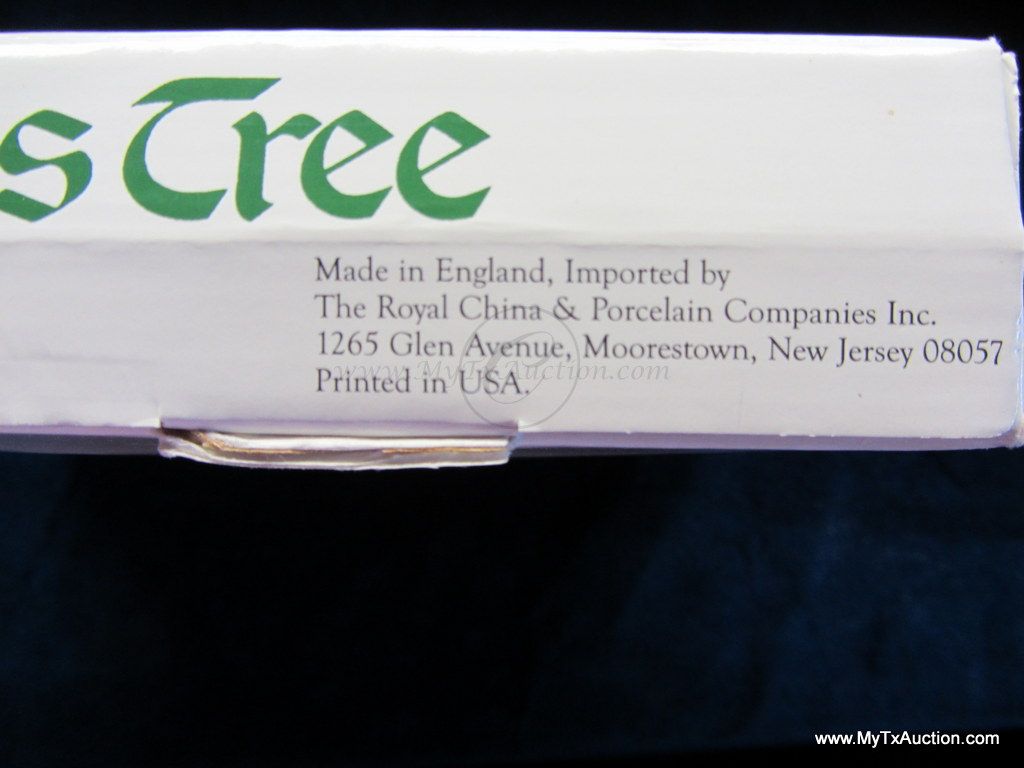 s Tree
Made in England, Imported by
The Royal China & Porcelain Companies Inc.
1265 Glen Avenue, Moorestown, New Jersey 08057
Printed in USA.
www.MyTxAuction.com
www.MyTxAuction.com